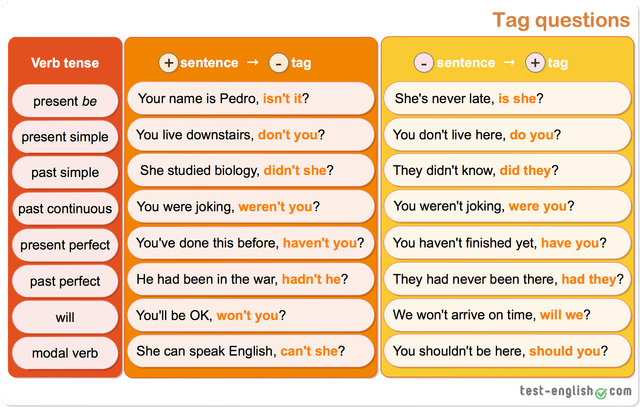 Tag questions
Verb tense + sentence → - tag - sentence → + tag
present be Your name is Pedro, isn't it? She's never late, is she?
present simple You live downstairs, don't you? You don't live here, do you?
past simple She studied biology, didn't she? They didn't know, did they?
past continuous You were joking, weren't you? You weren't joking, were you?
present perfect You've done this before, haven't you? You haven't finished yet, have you?
past perfect He had been in the war, hadn't he? They had never been there, had they?
will You'll be OK, won't you? We won't arrive on time, will we?
modal verb She can speak English, can't she? You shouldn't be here, should you?
test-english.com